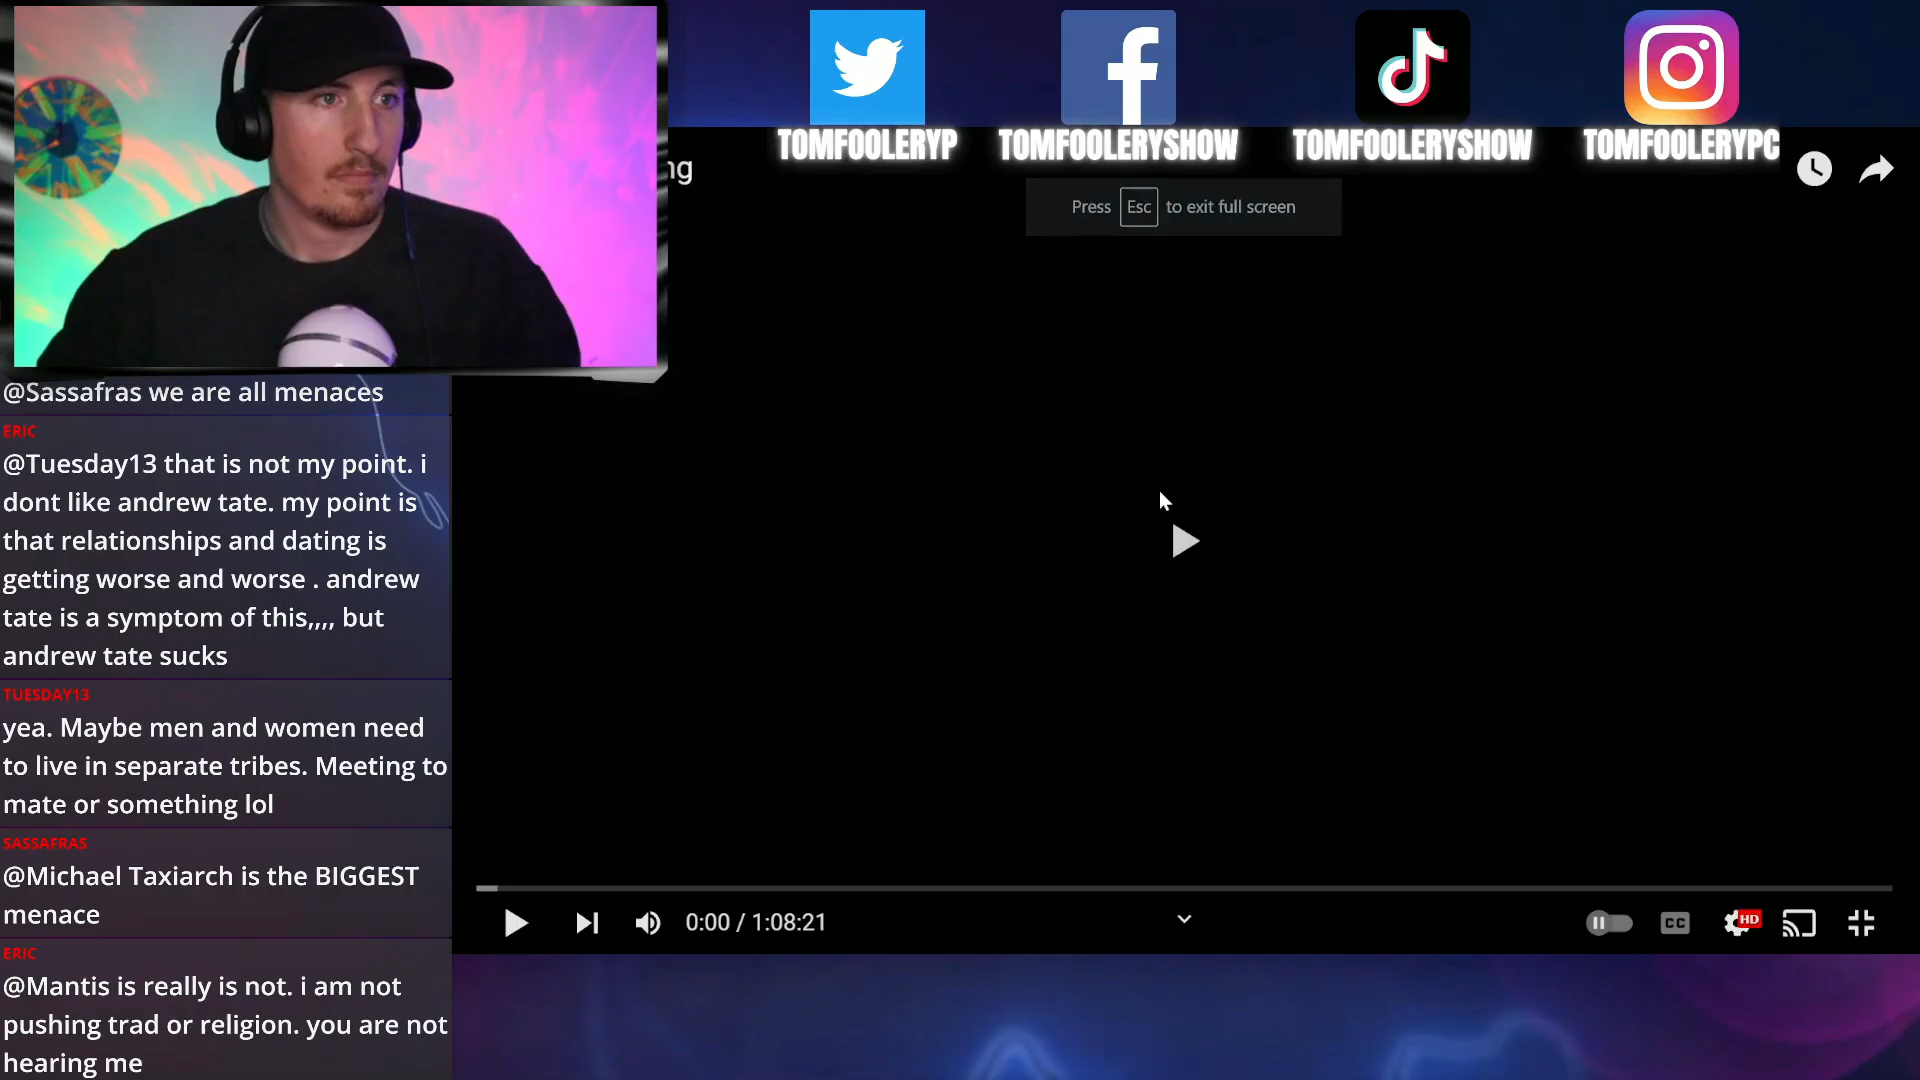 TOMFOOLERYP
TOMFOOLERYSHOW
TOMFOOLERYSHOW
TOMFOOLERYPC
ng
Press Esc to exit full screen
@Sassafras we are all menaces
ERIC
@Tuesday13 that is not my point. i
dont like andrew tate. my point is
that relationships and dating is
getting worse and worse . andrew
tate is a symptom of this,,,, but
andrew tate sucks
TUESDAY13
yea. Maybe men and women need
to live in separate tribes. Meeting to
mate or something lol
SASSAFRAS
@Michael Taxiarch is the BIGGEST
menace
ERIC
@Mantis is really is not. i am not
pushing trad or religion. you are not
hearing me
0:00 / 1:08:21
CC
HD